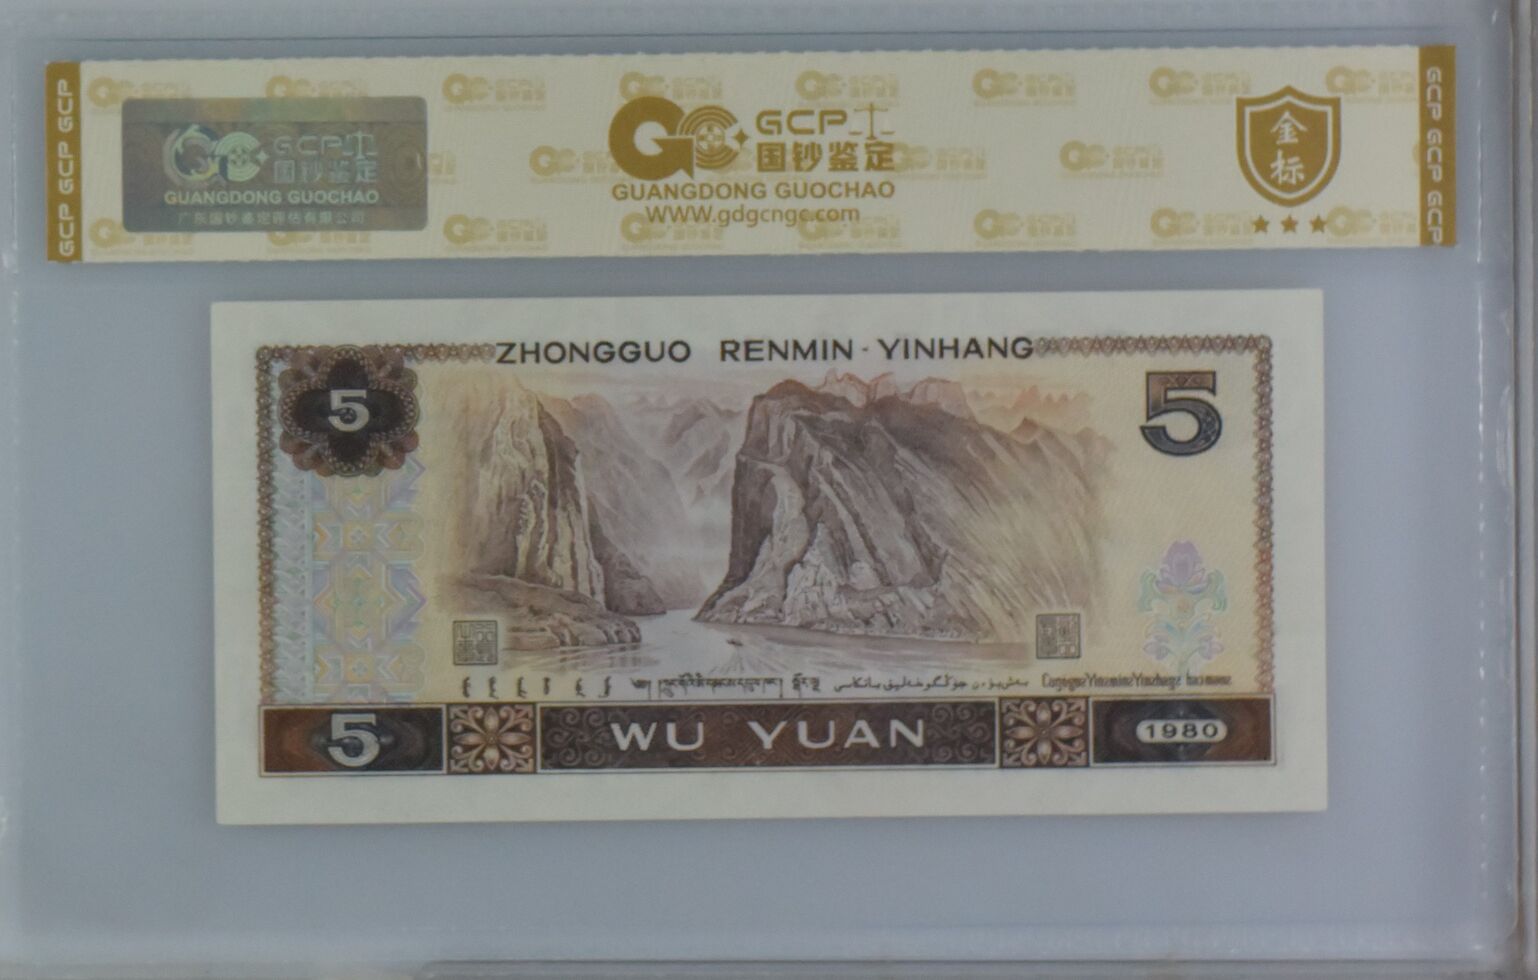 GCP GCP GCP
GCP 国钞鉴定
GUANGDONG GUOCHAO
广东国钞鉴定评估有限公司
GCP 国钞鉴定
GUANGDONG GUOCHAO
WWW.gdgcngc.com
金标
GCP GCP GCP
ZHONGGUO RENMIN-YINHANG
5
5
5
WU YUAN
1980